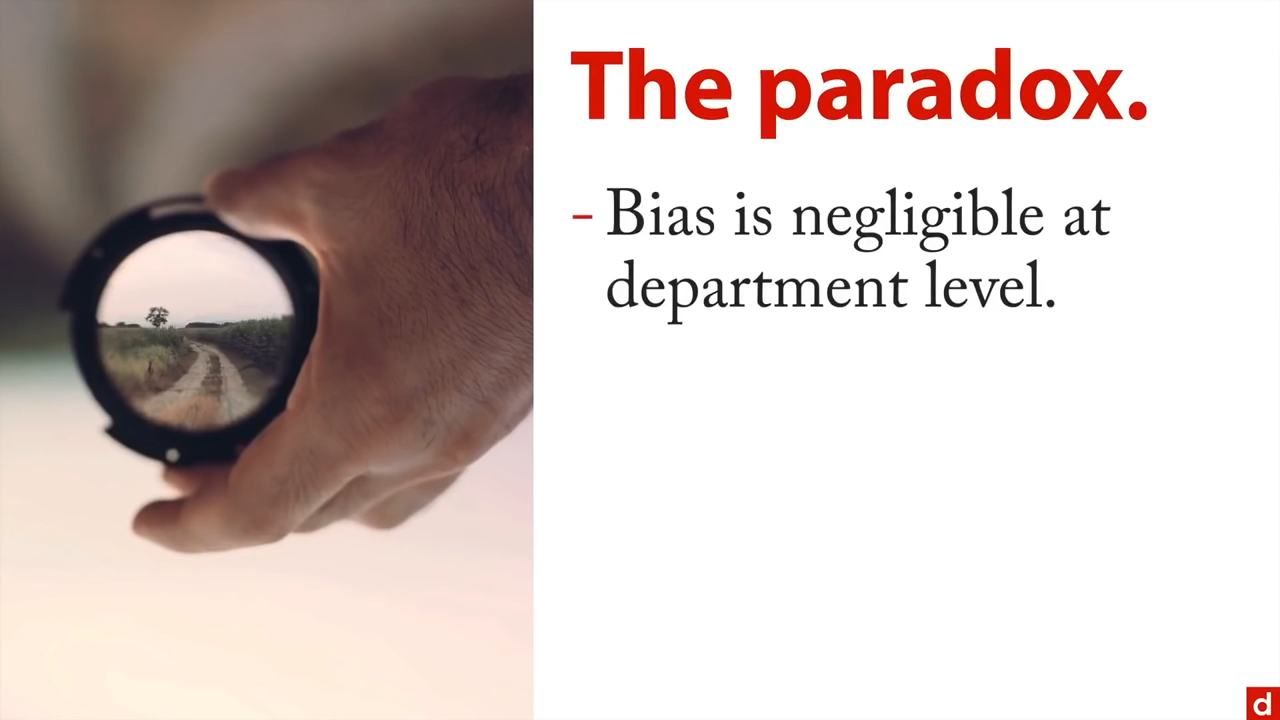 The paradox.
- Bias is negligible at
department level.
d